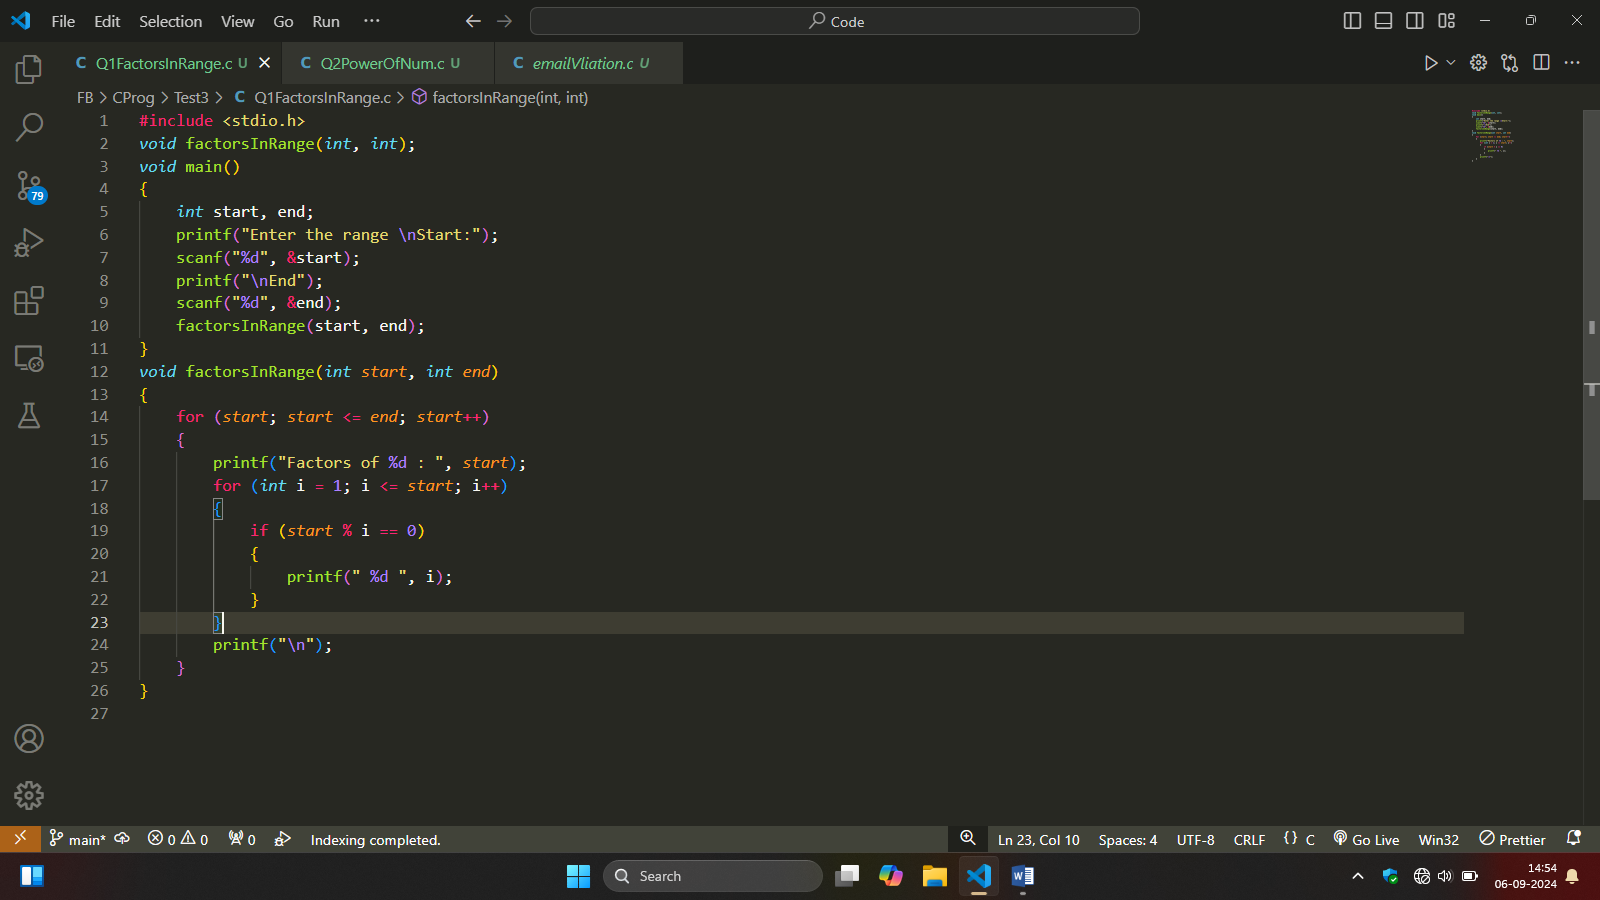 File Edit Selection View Go Run ··· Code
Q1FactorsInRange.c U Q2PowerOfNum.c U emailVliation.c U
FB > CProg > Test3 > C Q1FactorsInRange.c > factorsInRange(int, int)
1 #include <stdio.h>
2 void factorsInRange(int, int);
3 void main()
4 {
5 int start, end;
6 printf("Enter the range \nStart:");
7 scanf("%d", &start);
8 printf("\nEnd");
9 scanf("%d", &end);
10 factorsInRange(start, end);
11 }
12 void factorsInRange(int start, int end)
13 {
14 for (start; start <= end; start++)
15 {
16 printf("Factors of %d : ", start);
17 for (int i = 1; i <= start; i++)
18 {
19 if (start % i == 0)
20 {
21 printf(" %d ", i);
22 }
23 }
24 printf("\n");
25 }
26 }
27
79
main* 0 0 0 Indexing completed. Ln 23, Col 10 Spaces: 4 UTF-8 CRLF {} C Go Live Win32 Prettier
Search
14:54
06-09-2024